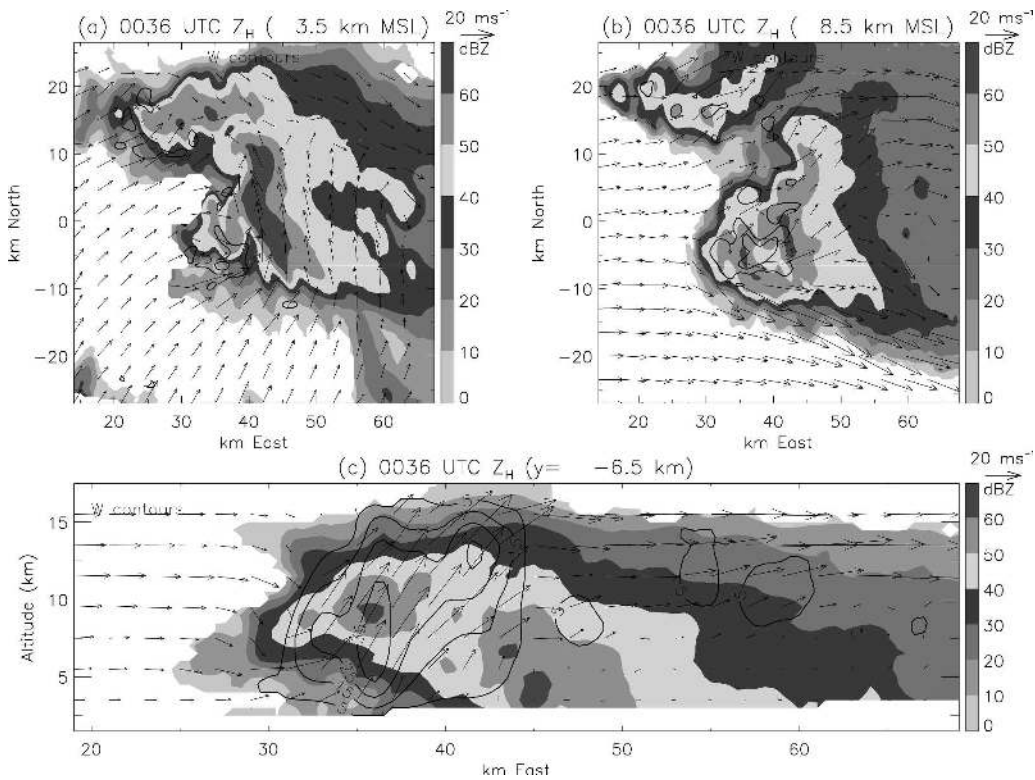 (a) 0036 UTC Z_H ( 3.5 km MSL)
20 ms⁻¹
W contours
dBZ
60
50
40
30
20
10
0
km North
20
10
0
−10
−20
20 30 40 50 60
km East
(b) 0036 UTC Z_H ( 8.5 km MSL)
20 ms⁻¹
W contours
dBZ
60
50
40
30
20
10
0
km North
20
10
0
−10
−20
20 30 40 50 60
km East
(c) 0036 UTC Z_H (y= −6.5 km)
20 ms⁻¹
W contours
dBZ
60
50
40
30
20
10
0
Altitude (km)
15
10
5
20 30 40 50 60
km East